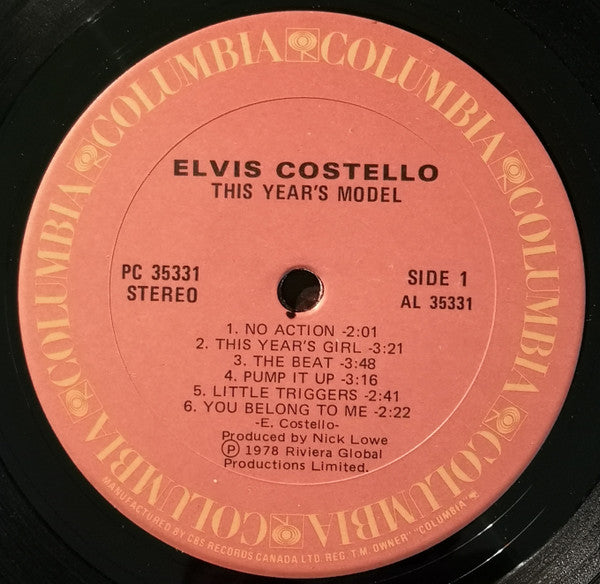 COLUMBIA COLUMBIA COLUMBIA COLUMBIA COLUMBIA COLUMBIA COLUMBIA
ELVIS COSTELLO
THIS YEAR'S MODEL
PC 35331
STEREO
SIDE 1
AL 35331
1. NO ACTION -2:01
2. THIS YEAR'S GIRL -3:21
3. THE BEAT -3:48
4. PUMP IT UP -3:16
5. LITTLE TRIGGERS -2:41
6. YOU BELONG TO ME -2:22
-E. Costello-
Produced by Nick Lowe
Ⓟ 1978 Riviera Global
Productions Limited.
MANUFACTURED BY CBS RECORDS CANADA LTD. REG. T.M. OWNER "COLUMBIA"